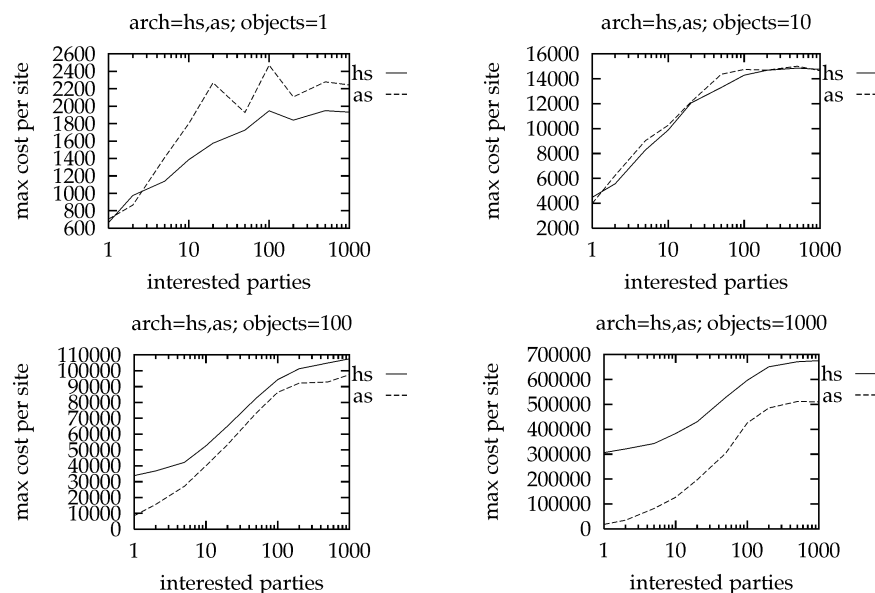 arch=hs,as; objects=1
max cost per site
2600
2400
2200
2000
1800
1600
1400
1200
1000
800
600
1 10 100 1000
interested parties
hs
as
arch=hs,as; objects=10
max cost per site
16000
14000
12000
10000
8000
6000
4000
2000
1 10 100 1000
interested parties
hs
as
arch=hs,as; objects=100
max cost per site
110000
100000
90000
80000
70000
60000
50000
40000
30000
20000
10000
0
1 10 100 1000
interested parties
hs
as
arch=hs,as; objects=1000
max cost per site
700000
600000
500000
400000
300000
200000
100000
0
1 10 100 1000
interested parties
hs
as